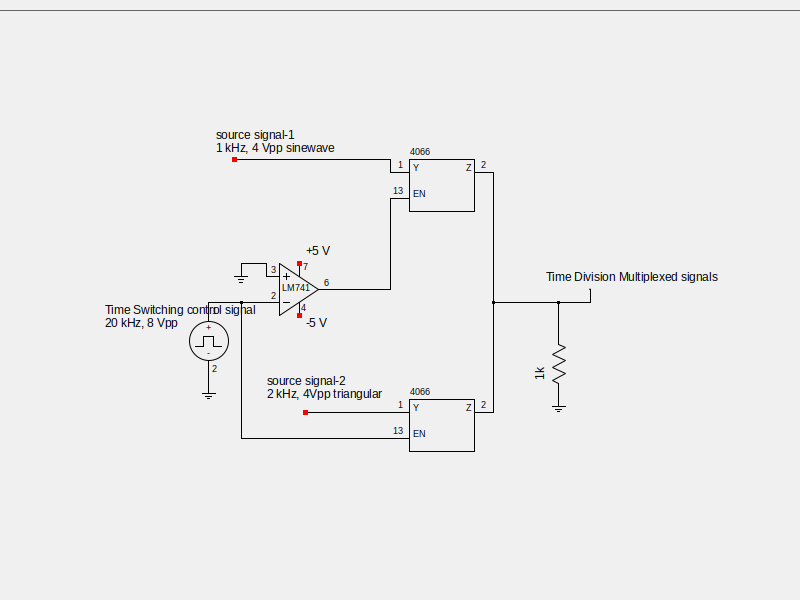 source signal-1
1 kHz, 4 Vpp sinewave
4066
1
Y
Z
2
13
EN
+5 V
7
3
+
LM741
6
2
−
4
-5 V
Time Division Multiplexed signals
Time Switching control signal
20 kHz, 8 Vpp
+
-
2
1k
source signal-2
2 kHz, 4Vpp triangular
4066
1
Y
Z
2
13
EN